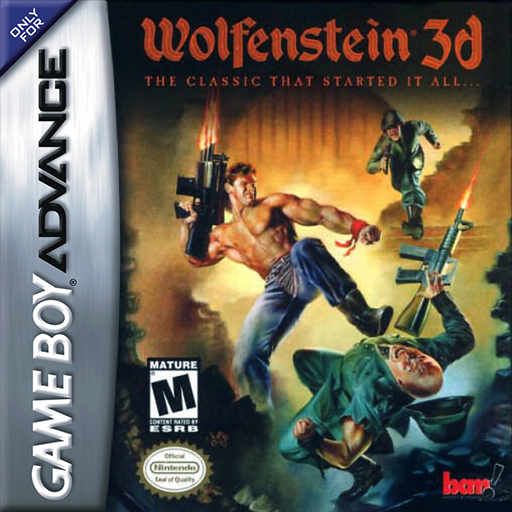 ONLY
FOR
GAME BOY ADVANCE
Wolfenstein 3d
THE CLASSIC THAT STARTED IT ALL...
MATURE
M
CONTENT RATED BY
ESRB
Official
Nintendo
Seal of Quality
bam